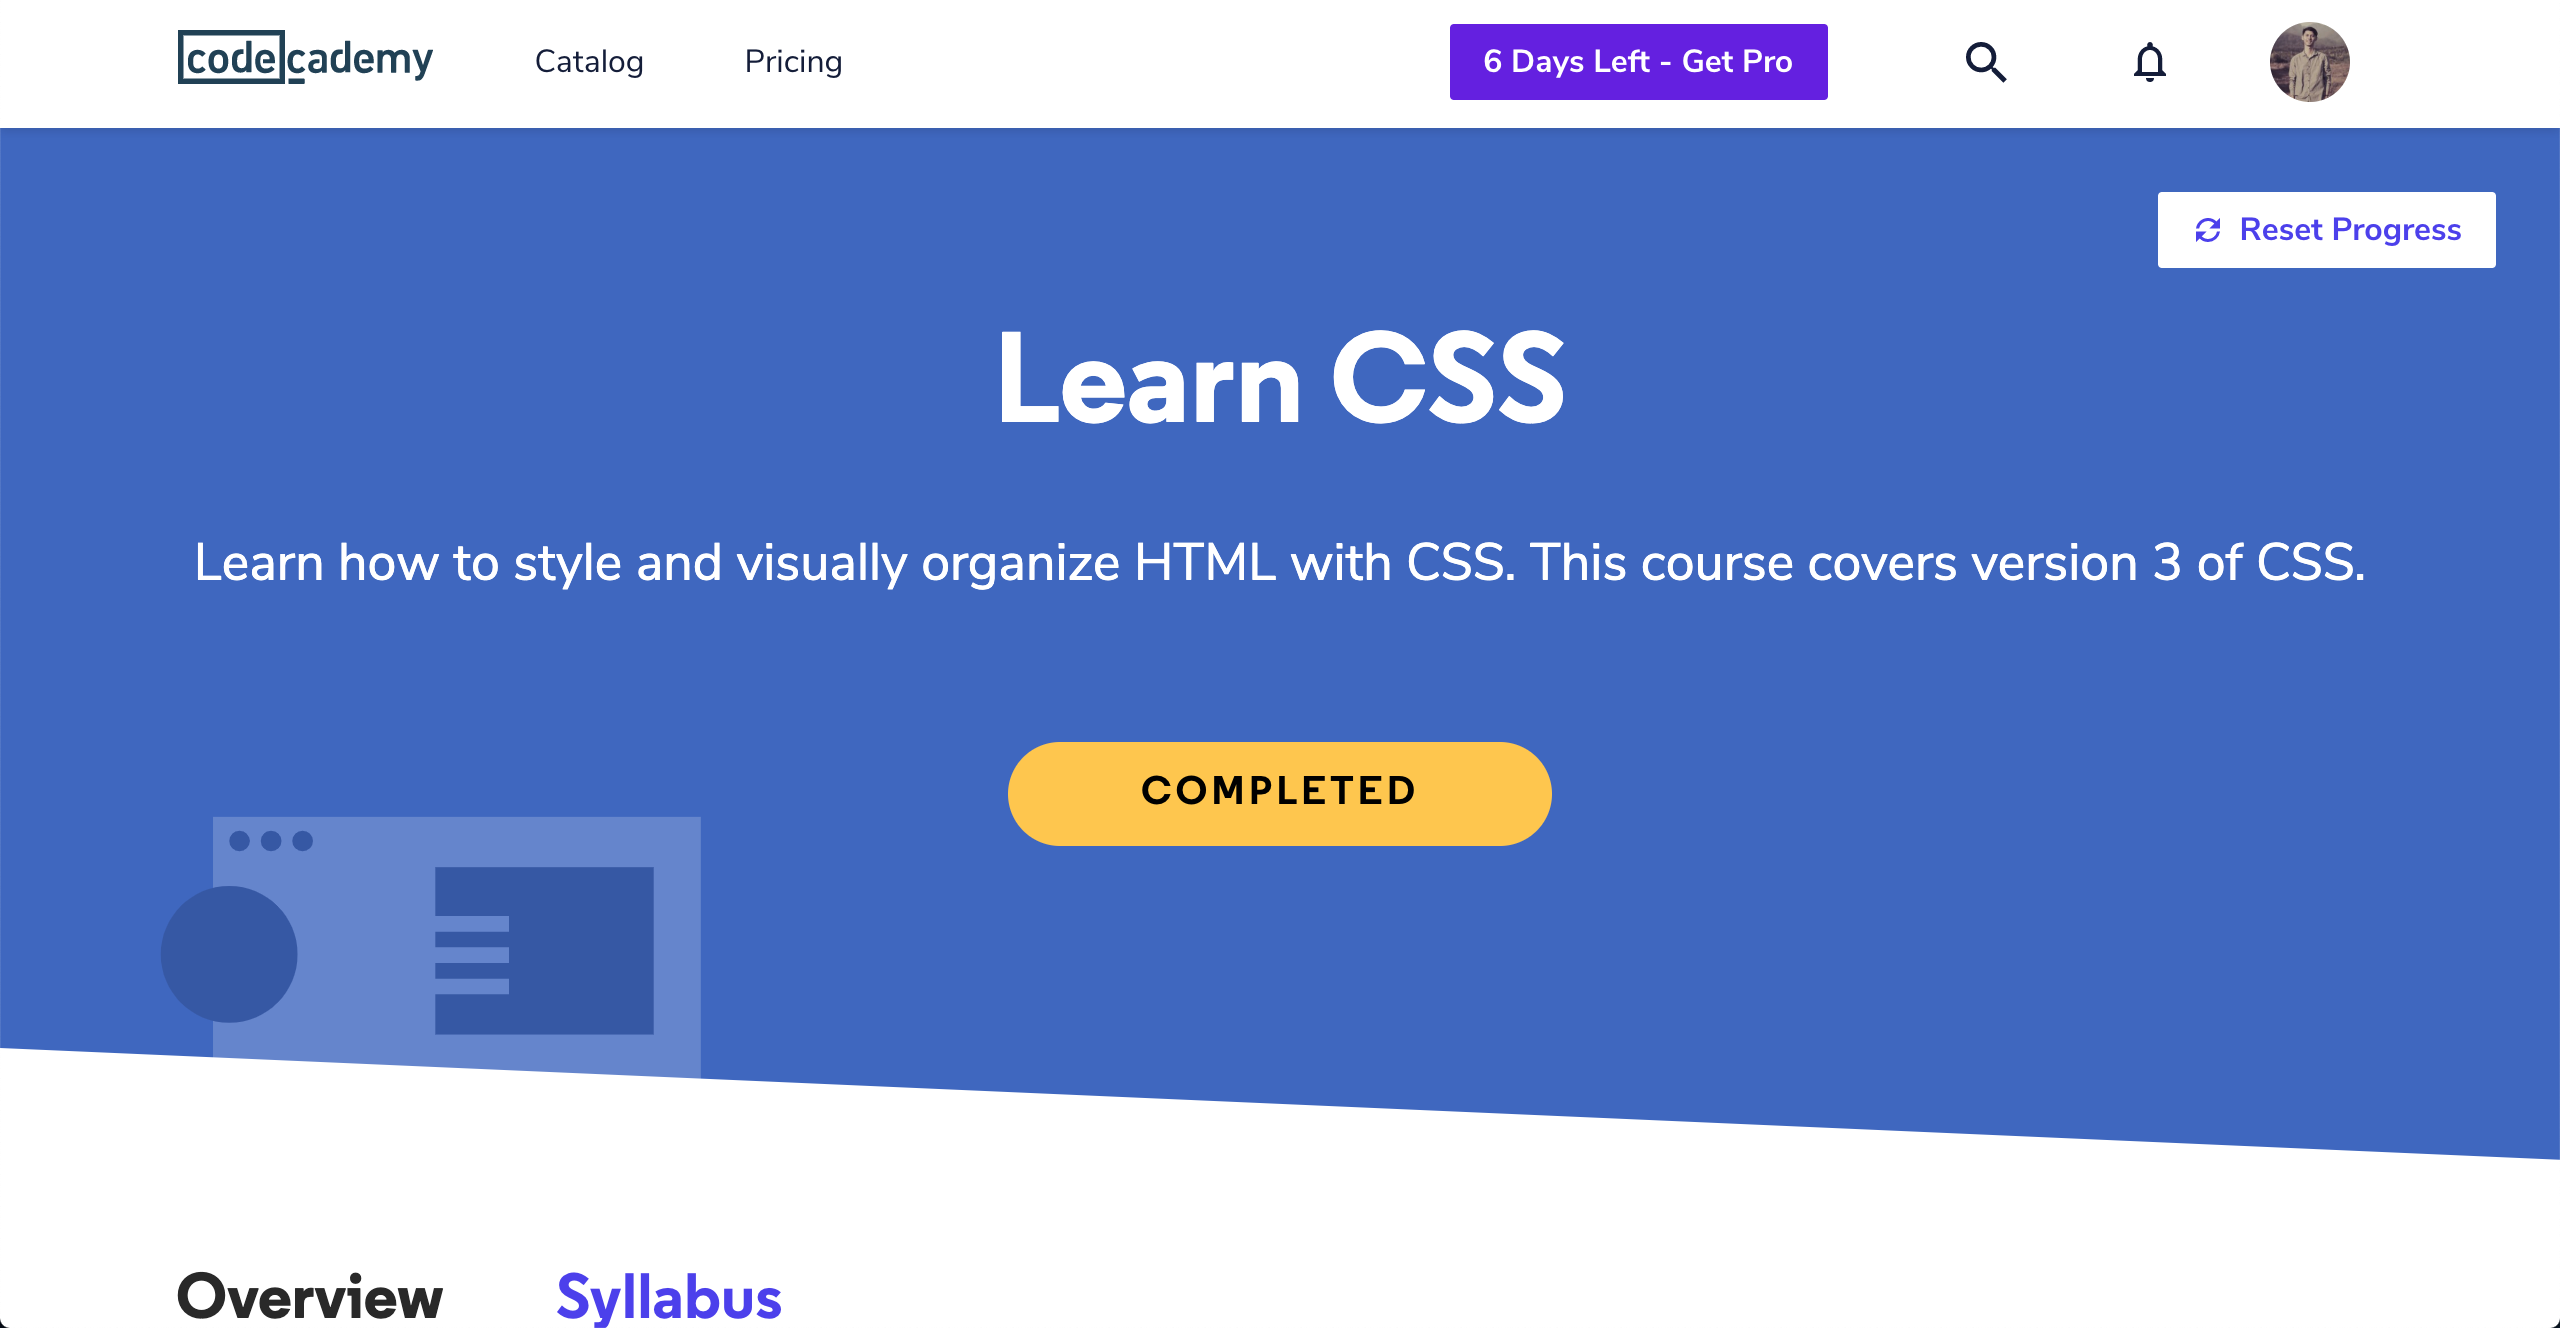 codecademy Catalog Pricing 6 Days Left - Get Pro
Reset Progress
Learn CSS
Learn how to style and visually organize HTML with CSS. This course covers version 3 of CSS.
COMPLETED
Overview Syllabus